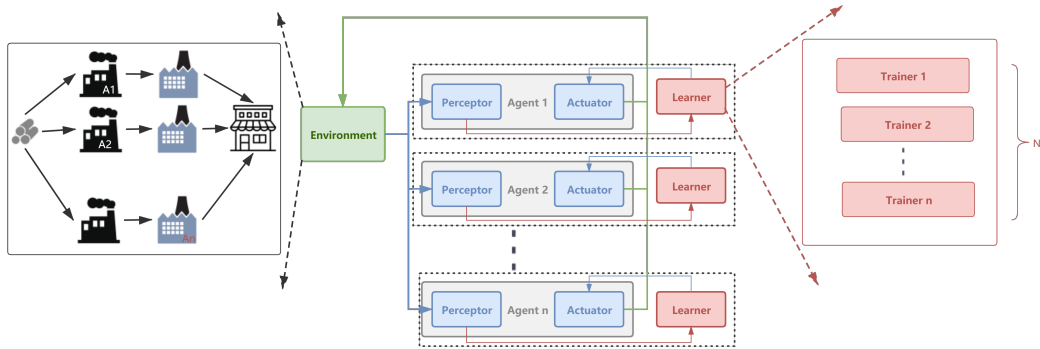 A1
A2
An
Environment
Perceptor Agent 1 Actuator
Learner
Perceptor Agent 2 Actuator
Learner
Perceptor Agent n Actuator
Learner
Trainer 1
Trainer 2
Trainer n
N